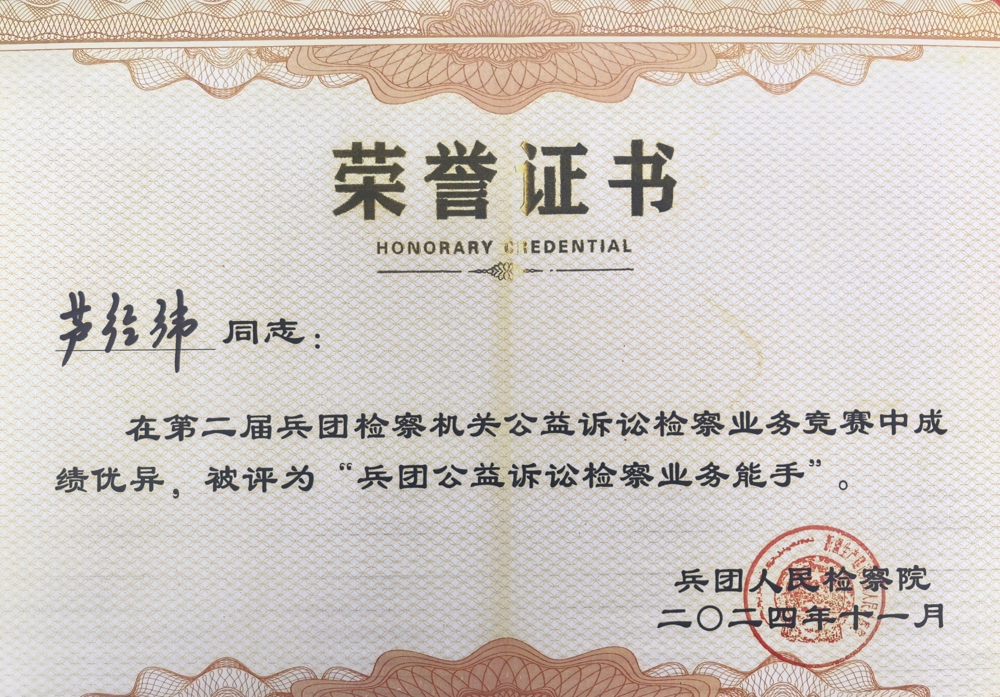 荣誉证书
HONORARY CREDENTIAL
芦经纬同志：
在第二届兵团检察机关公益诉讼检察业务竞赛中成
绩优异，被评为“兵团公益诉讼检察业务能手”。
兵团人民检察院
二〇二四年十一月